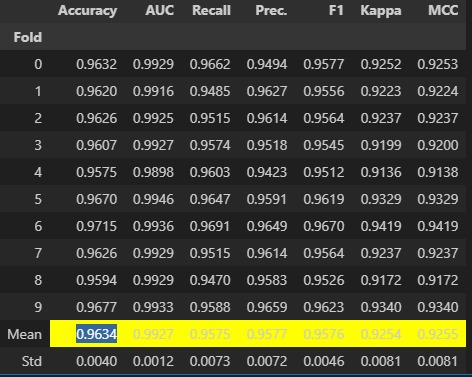 Accuracy AUC Recall Prec. F1 Kappa MCC
Fold
0 0.9632 0.9929 0.9662 0.9494 0.9577 0.9252 0.9253
1 0.9620 0.9916 0.9485 0.9627 0.9556 0.9223 0.9224
2 0.9626 0.9925 0.9515 0.9614 0.9564 0.9237 0.9237
3 0.9607 0.9927 0.9574 0.9518 0.9545 0.9199 0.9200
4 0.9575 0.9898 0.9603 0.9423 0.9512 0.9136 0.9138
5 0.9670 0.9946 0.9647 0.9591 0.9619 0.9329 0.9329
6 0.9715 0.9936 0.9691 0.9649 0.9670 0.9419 0.9419
7 0.9626 0.9929 0.9515 0.9614 0.9564 0.9237 0.9237
8 0.9594 0.9929 0.9470 0.9583 0.9526 0.9172 0.9172
9 0.9677 0.9933 0.9588 0.9659 0.9623 0.9340 0.9340
Mean 0.9634 0.9927 0.9575 0.9577 0.9576 0.9254 0.9255
Std 0.0040 0.0012 0.0073 0.0072 0.0046 0.0081 0.0081